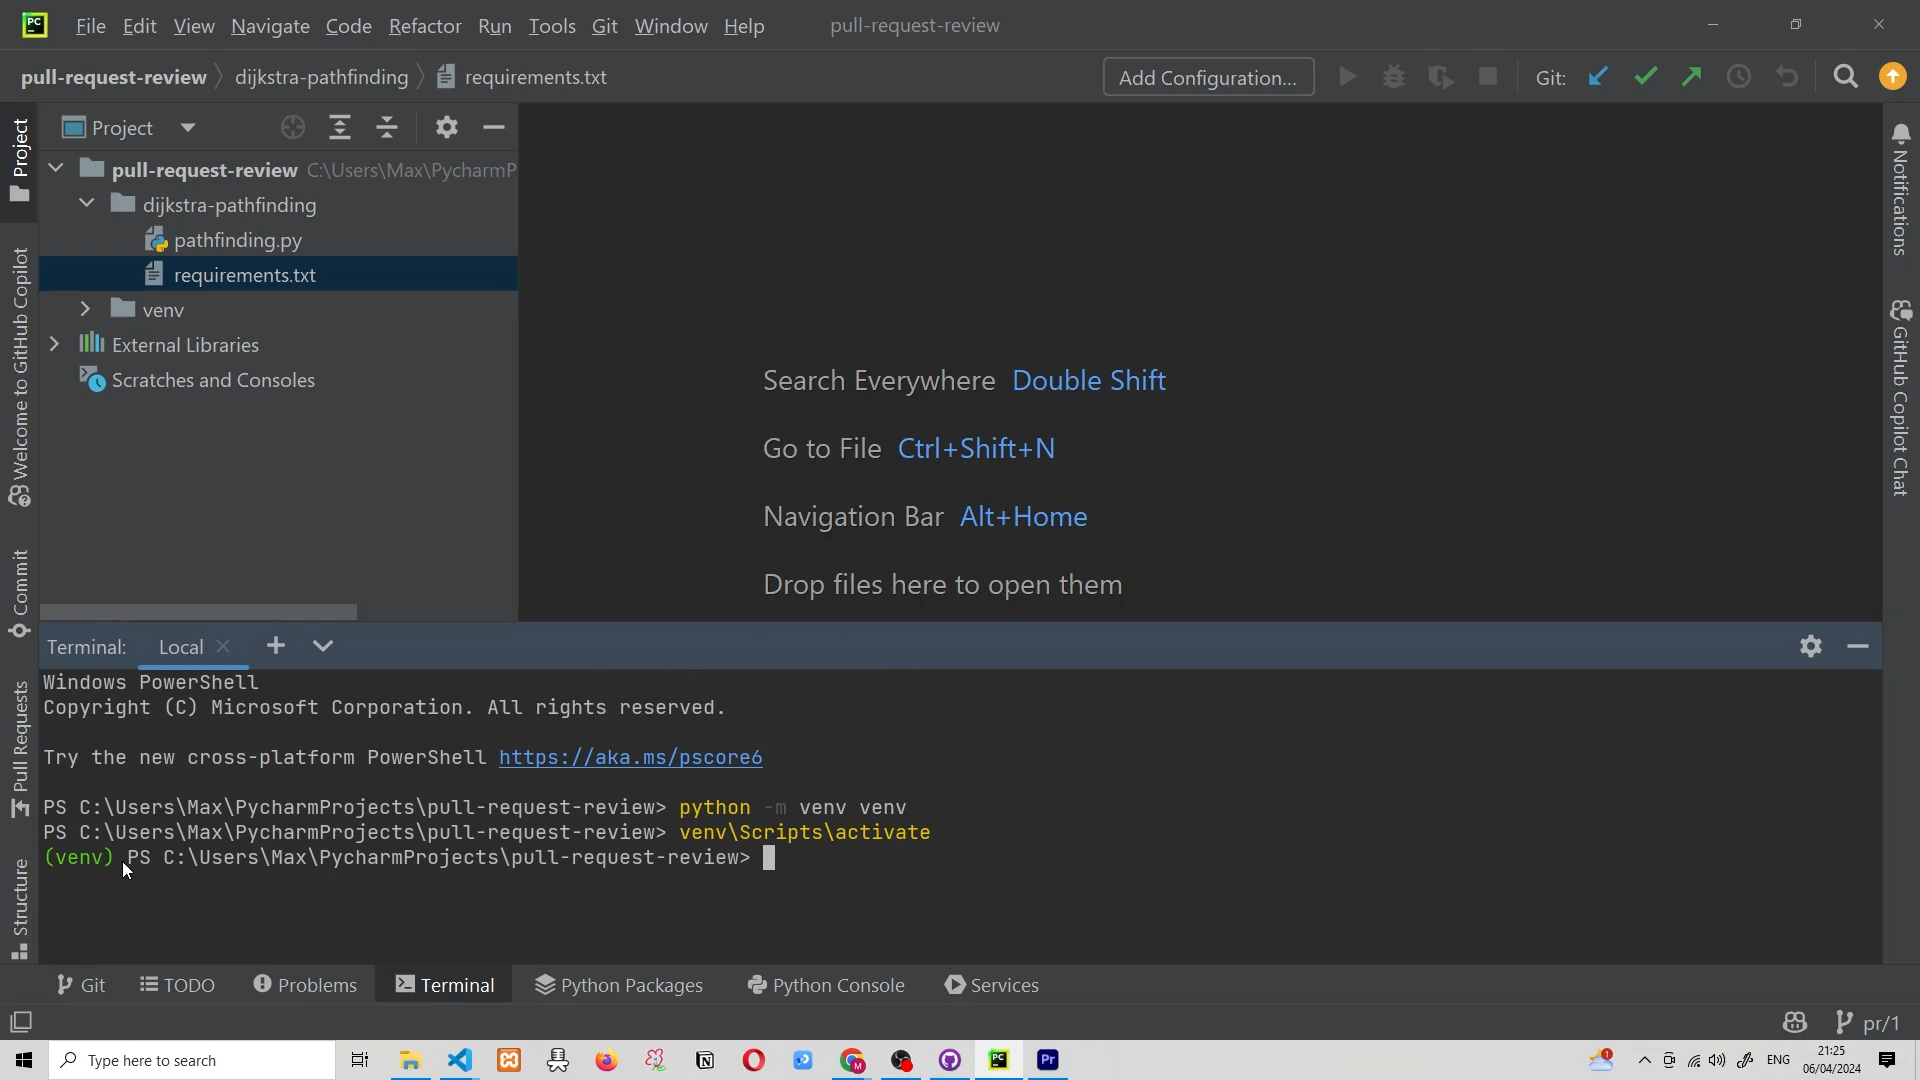 PC File Edit View Navigate Code Refactor Run Tools Git Window Help pull-request-review
pull-request-review dijkstra-pathfinding requirements.txt Add Configuration... Git:
Project
pull-request-review C:\Users\Max\PycharmP
dijkstra-pathfinding
pathfinding.py
requirements.txt
venv
External Libraries
Scratches and Consoles
Project
Welcome to GitHub Copilot
Commit
Pull Requests
Structure
Search Everywhere Double Shift
Go to File Ctrl+Shift+N
Navigation Bar Alt+Home
Drop files here to open them
Notifications
GitHub Copilot Chat
Terminal: Local
Windows PowerShell
Copyright (C) Microsoft Corporation. All rights reserved.
Try the new cross-platform PowerShell https://aka.ms/pscore6
PS C:\Users\Max\PycharmProjects\pull-request-review> python -m venv venv
PS C:\Users\Max\PycharmProjects\pull-request-review> venv\Scripts\activate
(venv) PS C:\Users\Max\PycharmProjects\pull-request-review>
Git TODO Problems Terminal Python Packages Python Console Services
pr/1
Type here to search
M
PC
Pr
1
ENG
21:25
06/04/2024